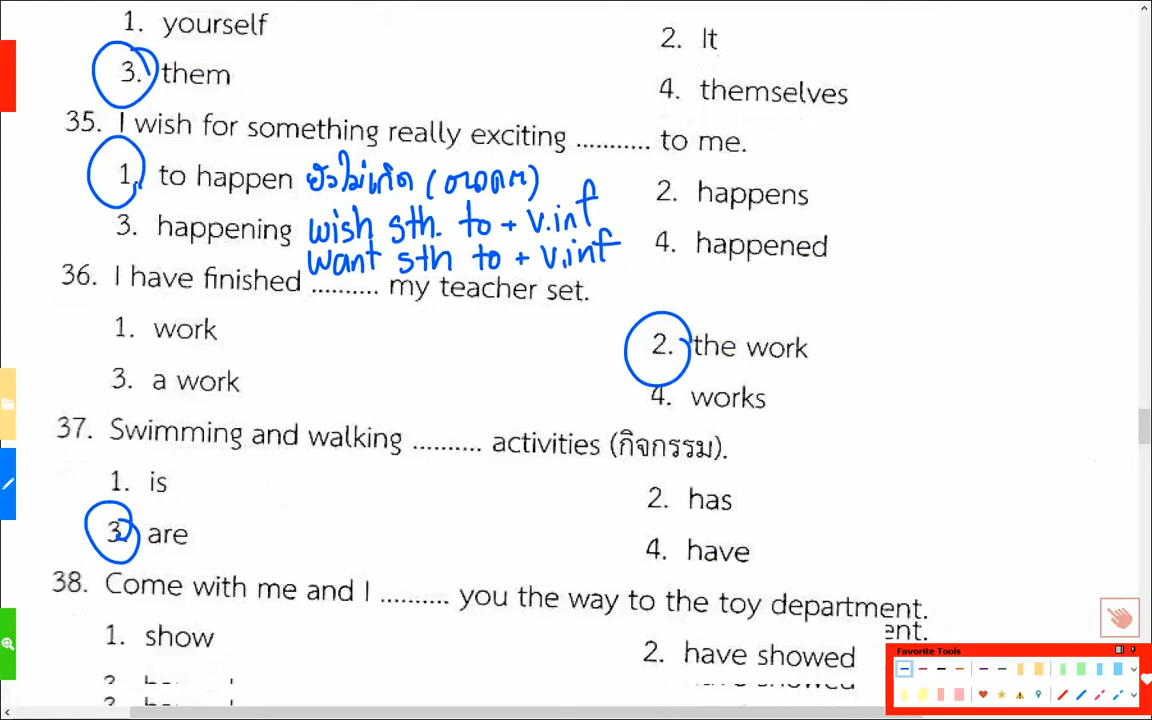 1. yourself
2. It
3. them
4. themselves
35. I wish for something really exciting ........... to me.
1. to happen ยังไม่เกิด (อนาคต)
2. happens
3. happening wish sth. to + v.inf
4. happened
want sth to + v.inf
36. I have finished .......... my teacher set.
1. work
2. the work
3. a work
4. works
37. Swimming and walking .......... activities (กิจกรรม).
1. is
2. has
3. are
4. have
38. Come with me and I .......... you the way to the toy department.
ent.
1. show
2. have showed
Favorite Tools